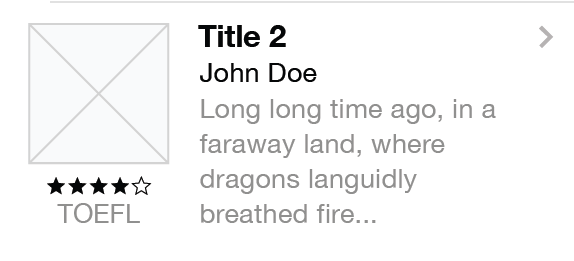 Title 2
John Doe
Long long time ago, in a
faraway land, where
dragons languidly
breathed fire...
★★★★☆
TOEFL